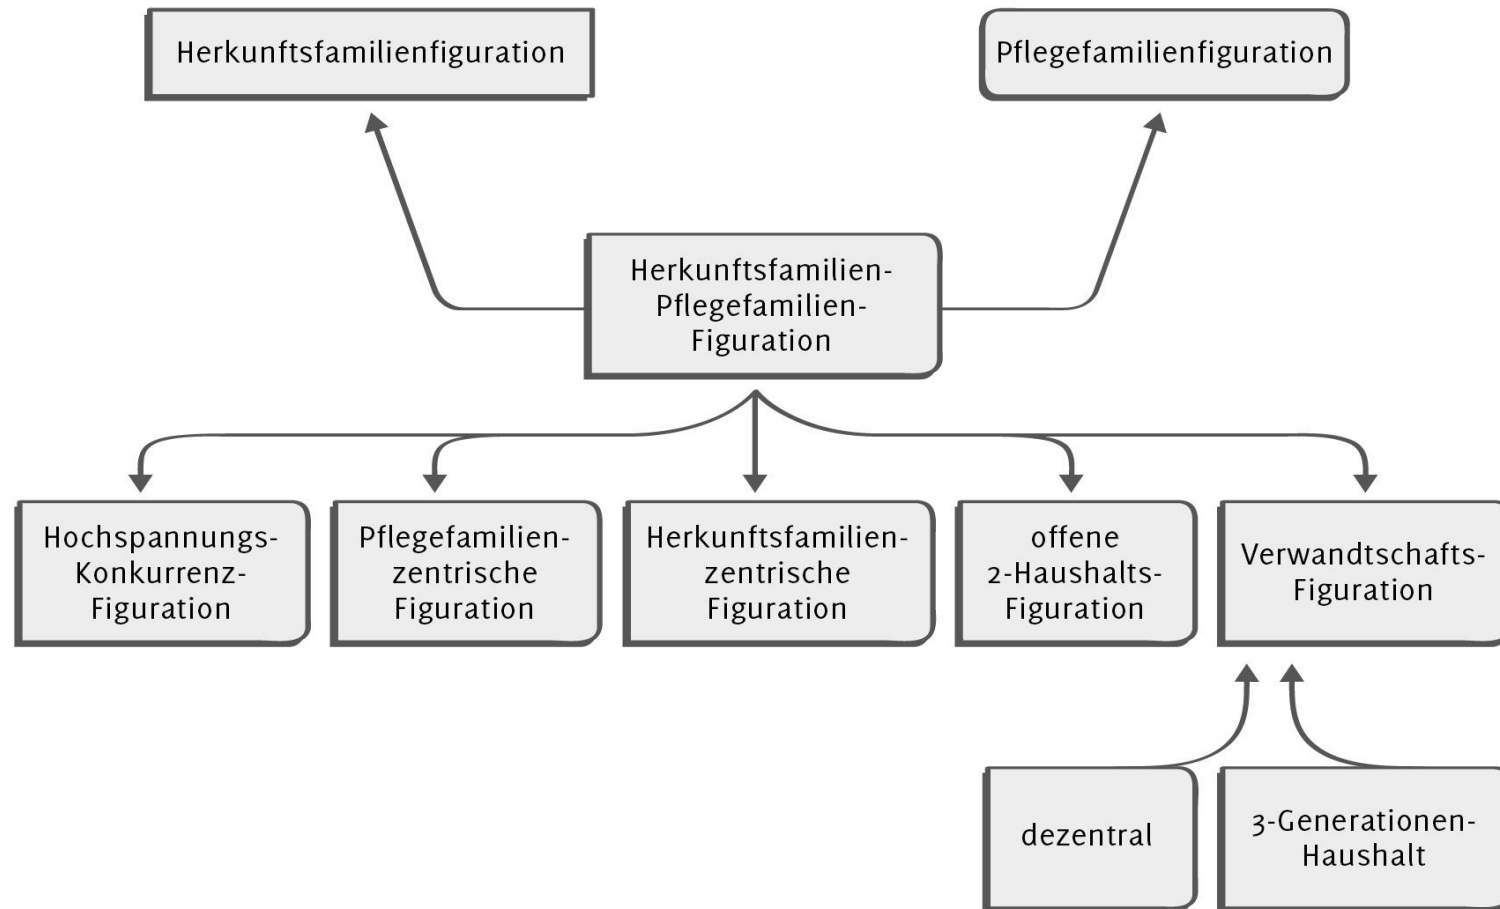 Herkunftsfamilienfiguration
Pflegefamilienfiguration
Herkunftsfamilien-
Pflegefamilien-
Figuration
Hochspannungs-
Konkurrenz-
Figuration
Pflegefamilien-
zentrische
Figuration
Herkunftsfamilien-
zentrische
Figuration
offene
2-Haushalts-
Figuration
Verwandtschafts-
Figuration
dezentral
3-Generationen-
Haushalt